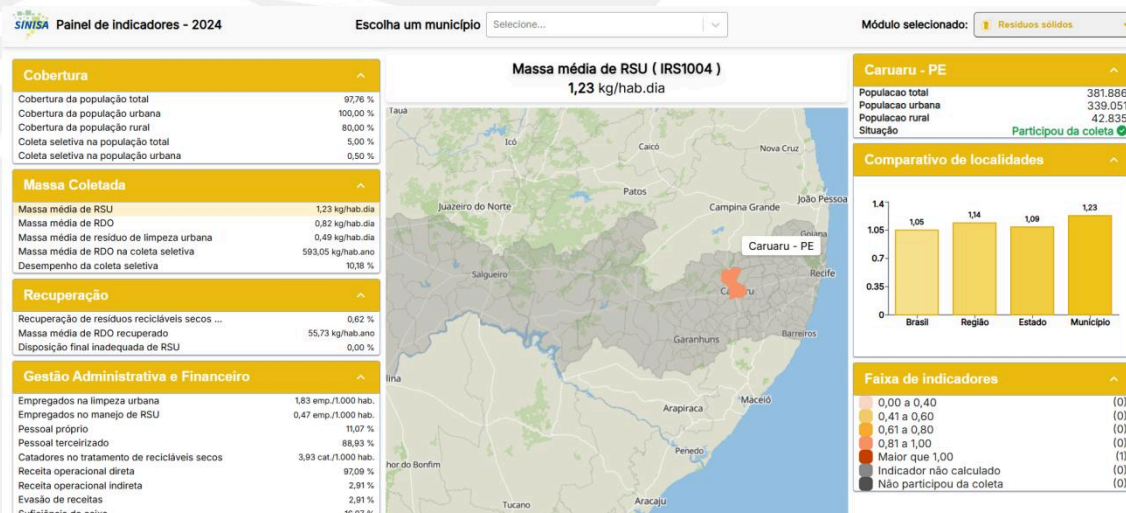 SINISA Painel de indicadores - 2024
Escolha um município Selecione...
Módulo selecionado: Resíduos sólidos
Cobertura
Cobertura da população total 97,76 %
Cobertura da população urbana 100,00 %
Cobertura da população rural 80,00 %
Coleta seletiva na população total 5,00 %
Coleta seletiva na população urbana 0,50 %
Massa Coletada
Massa média de RSU 1,23 kg/hab.dia
Massa média de RDO 0,82 kg/hab.dia
Massa média de resíduo de limpeza urbana 0,49 kg/hab.dia
Massa média de RDO na coleta seletiva 593,05 kg/hab.ano
Desempenho da coleta seletiva 10,18 %
Recuperação
Recuperação de resíduos recicláveis secos ... 0,62 %
Massa média de RDO recuperado 55,73 kg/hab.ano
Disposição final inadequada de RSU 0,00 %
Gestão Administrativa e Financeiro
Empregados na limpeza urbana 1,83 emp./1.000 hab.
Empregados no manejo de RSU 0,47 emp./1.000 hab.
Pessoal próprio 11,07 %
Pessoal terceirizado 88,93 %
Catadores no tratamento de recicláveis secos 3,93 cat./1.000 hab.
Receita operacional direta 97,09 %
Receita operacional indireta 2,91 %
Evasão de receitas 2,91 %
Massa média de RSU ( IRS1004 )
1,23 kg/hab.dia
Tauá
Icó
Caicó
Nova Cruz
Patos
Juazeiro do Norte
Campina Grande
João Pessoa
Goiana
Caruaru - PE
Salgueiro
Recife
Garanhuns
Barreiros
Arapiraca
Maceió
Penedo
hor do Bonfim
Tucano
Aracaju
Caruaru - PE
Populacao total 381.886
Populacao urbana 339.051
Populacao rural 42.835
Situação Participou da coleta
Comparativo de localidades
1.4
1.05
0.7
0.35
0
1,05
1,14
1,09
1,23
Brasil
Região
Estado
Município
Faixa de indicadores
0,00 a 0,40 (0)
0,41 a 0,60 (0)
0,61 a 0,80 (0)
0,81 a 1,00 (0)
Maior que 1,00 (1)
Indicador não calculado (0)
Não participou da coleta (0)